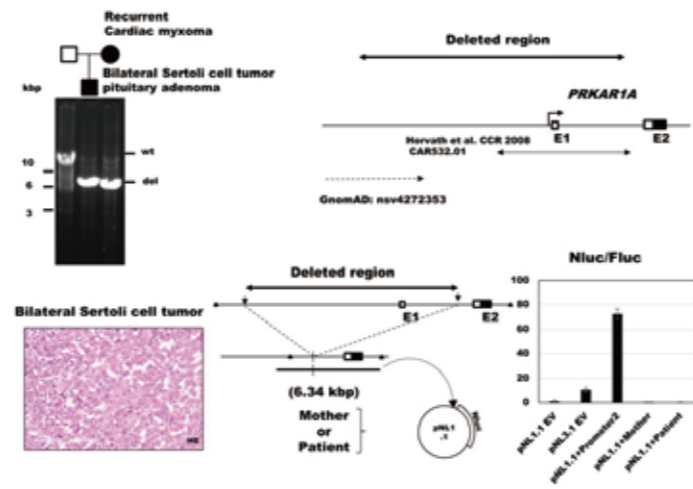 Recurrent
Cardiac myxoma
Bilateral Sertoli cell tumor
pituitary adenoma
kbp
wt
10
6
del
3
Deleted region
PRKAR1A
E1
E2
Horvath et al. CCR 2008
CAR532.01
GnomAD: nsv4272353
Deleted region
E1
E2
(6.34 kbp)
Mother
or
Patient
pNL1
.1
Bilateral Sertoli cell tumor
HE
Nluc/Fluc
100
80
60
40
20
0
pNL1.1 EV
pNL3.1 EV
pNL1.1+Promoter2
pNL1.1+Mother
pNL1.1+Patient